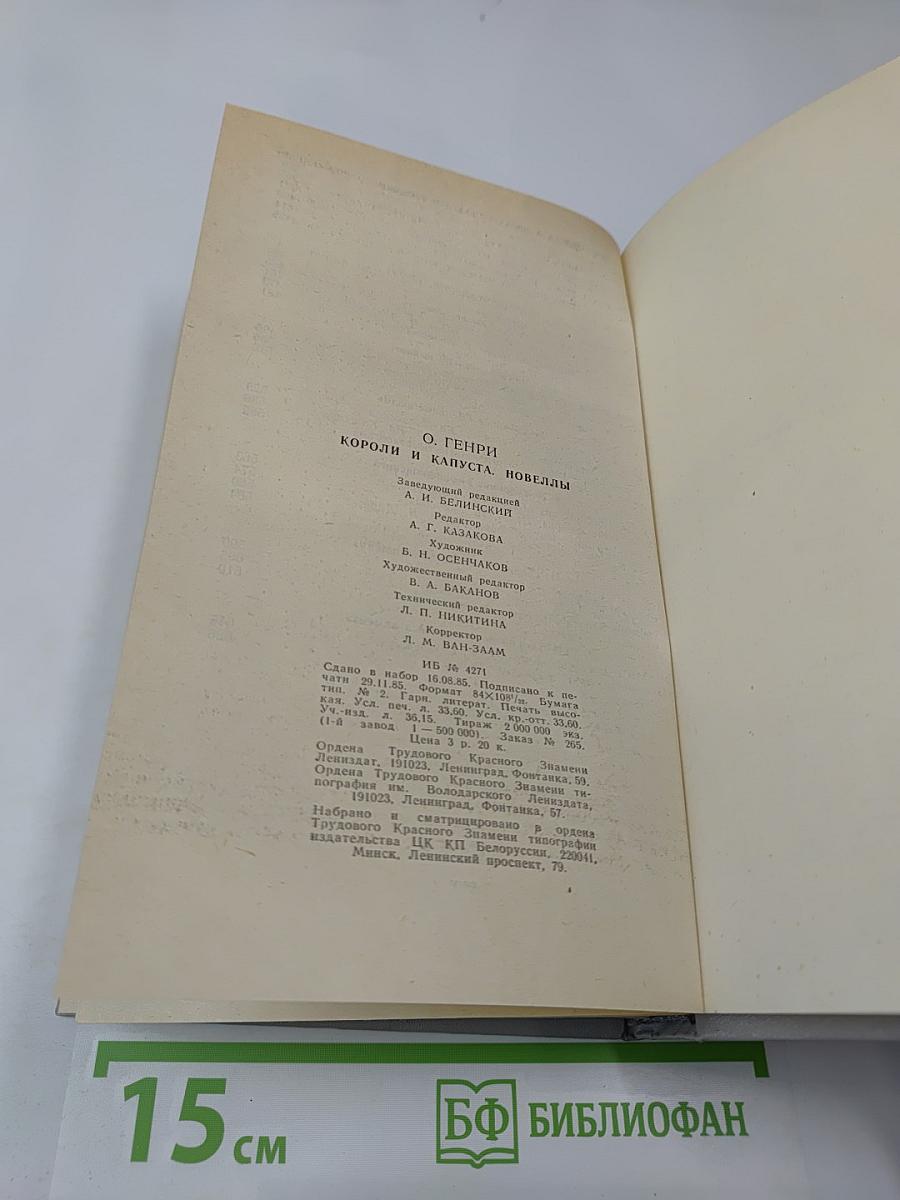 О. ГЕНРИ
КОРОЛИ И КАПУСТА. НОВЕЛЛЫ
Заведующий редакцией
А. И. БЕЛИНСКИЙ
Редактор
А. Г. КАЗАКОВА
Художник
Б. Н. ОСЕНЧАКОВ
Художественный редактор
В. А. БАКАНОВ
Технический редактор
Л. П. НИКИТИНА
Корректор
Л. М. ВАН-ЗААМ
ИБ № 4271
Сдано в набор 16.08.85. Подписано к пе-
чати 29.11.85. Формат 84×108¹/₃₂. Бумага
тип. № 2. Гарн. литерат. Печать высо-
кая. Усл. печ. л. 33,60. Усл. кр.-отт. 33,60.
Уч.-изд. л. 36,15. Тираж 2 000 000 экз.
(1-й завод 1 — 500 000). Заказ № 265.
Цена 3 р. 20 к.
Ордена Трудового Красного Знамени
Лениздат, 191023, Ленинград, Фонтанка, 59.
Ордена Трудового Красного Знамени ти-
пография им. Володарского Лениздата,
191023, Ленинград, Фонтанка, 57.
Набрано и сматрицировано в ордена
Трудового Красного Знамени типографии
издательства ЦК КП Белоруссии, 220041,
Минск, Ленинский проспект, 79.
15 см
БФ БИБЛИОФАН